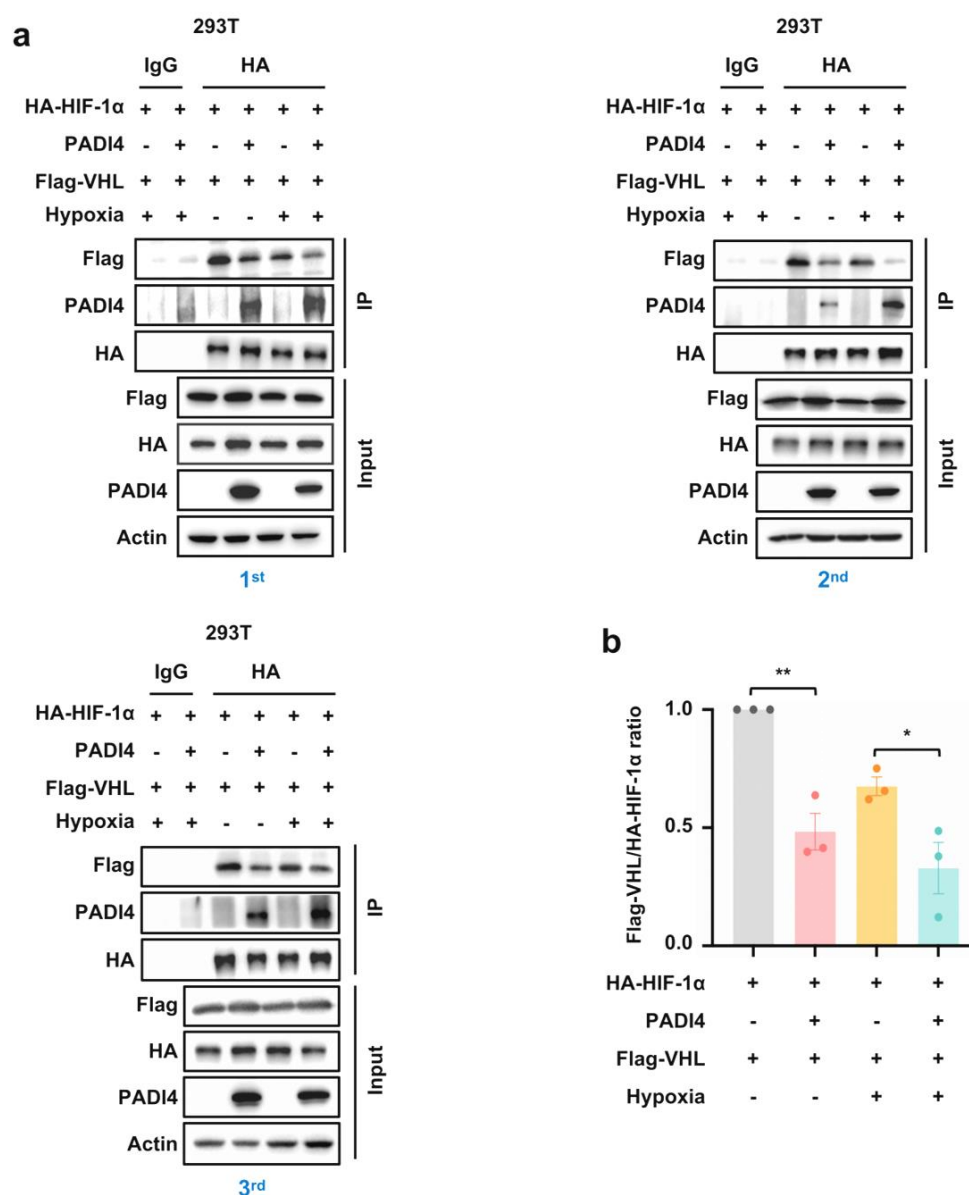 a
293T
IgG HA
HA-HIF-1α + + + + + +
PADI4 - + - + - +
Flag-VHL + + + + + +
Hypoxia + + - - + +
Flag
PADI4
HA
IP
Flag
HA
PADI4
Actin
Input
1st
293T
IgG HA
HA-HIF-1α + + + + + +
PADI4 - + - + - +
Flag-VHL + + + + + +
Hypoxia + + - - + +
Flag
PADI4
HA
IP
Flag
HA
PADI4
Actin
Input
2nd
293T
IgG HA
HA-HIF-1α + + + + + +
PADI4 - + - + - +
Flag-VHL + + + + + +
Hypoxia + + - - + +
Flag
PADI4
HA
IP
Flag
HA
PADI4
Actin
Input
3rd
b
**
*
1.0
0.5
0.0
Flag-VHL/HA-HIF-1α ratio
HA-HIF-1α + + + +
PADI4 - + - +
Flag-VHL + + + +
Hypoxia - - + +